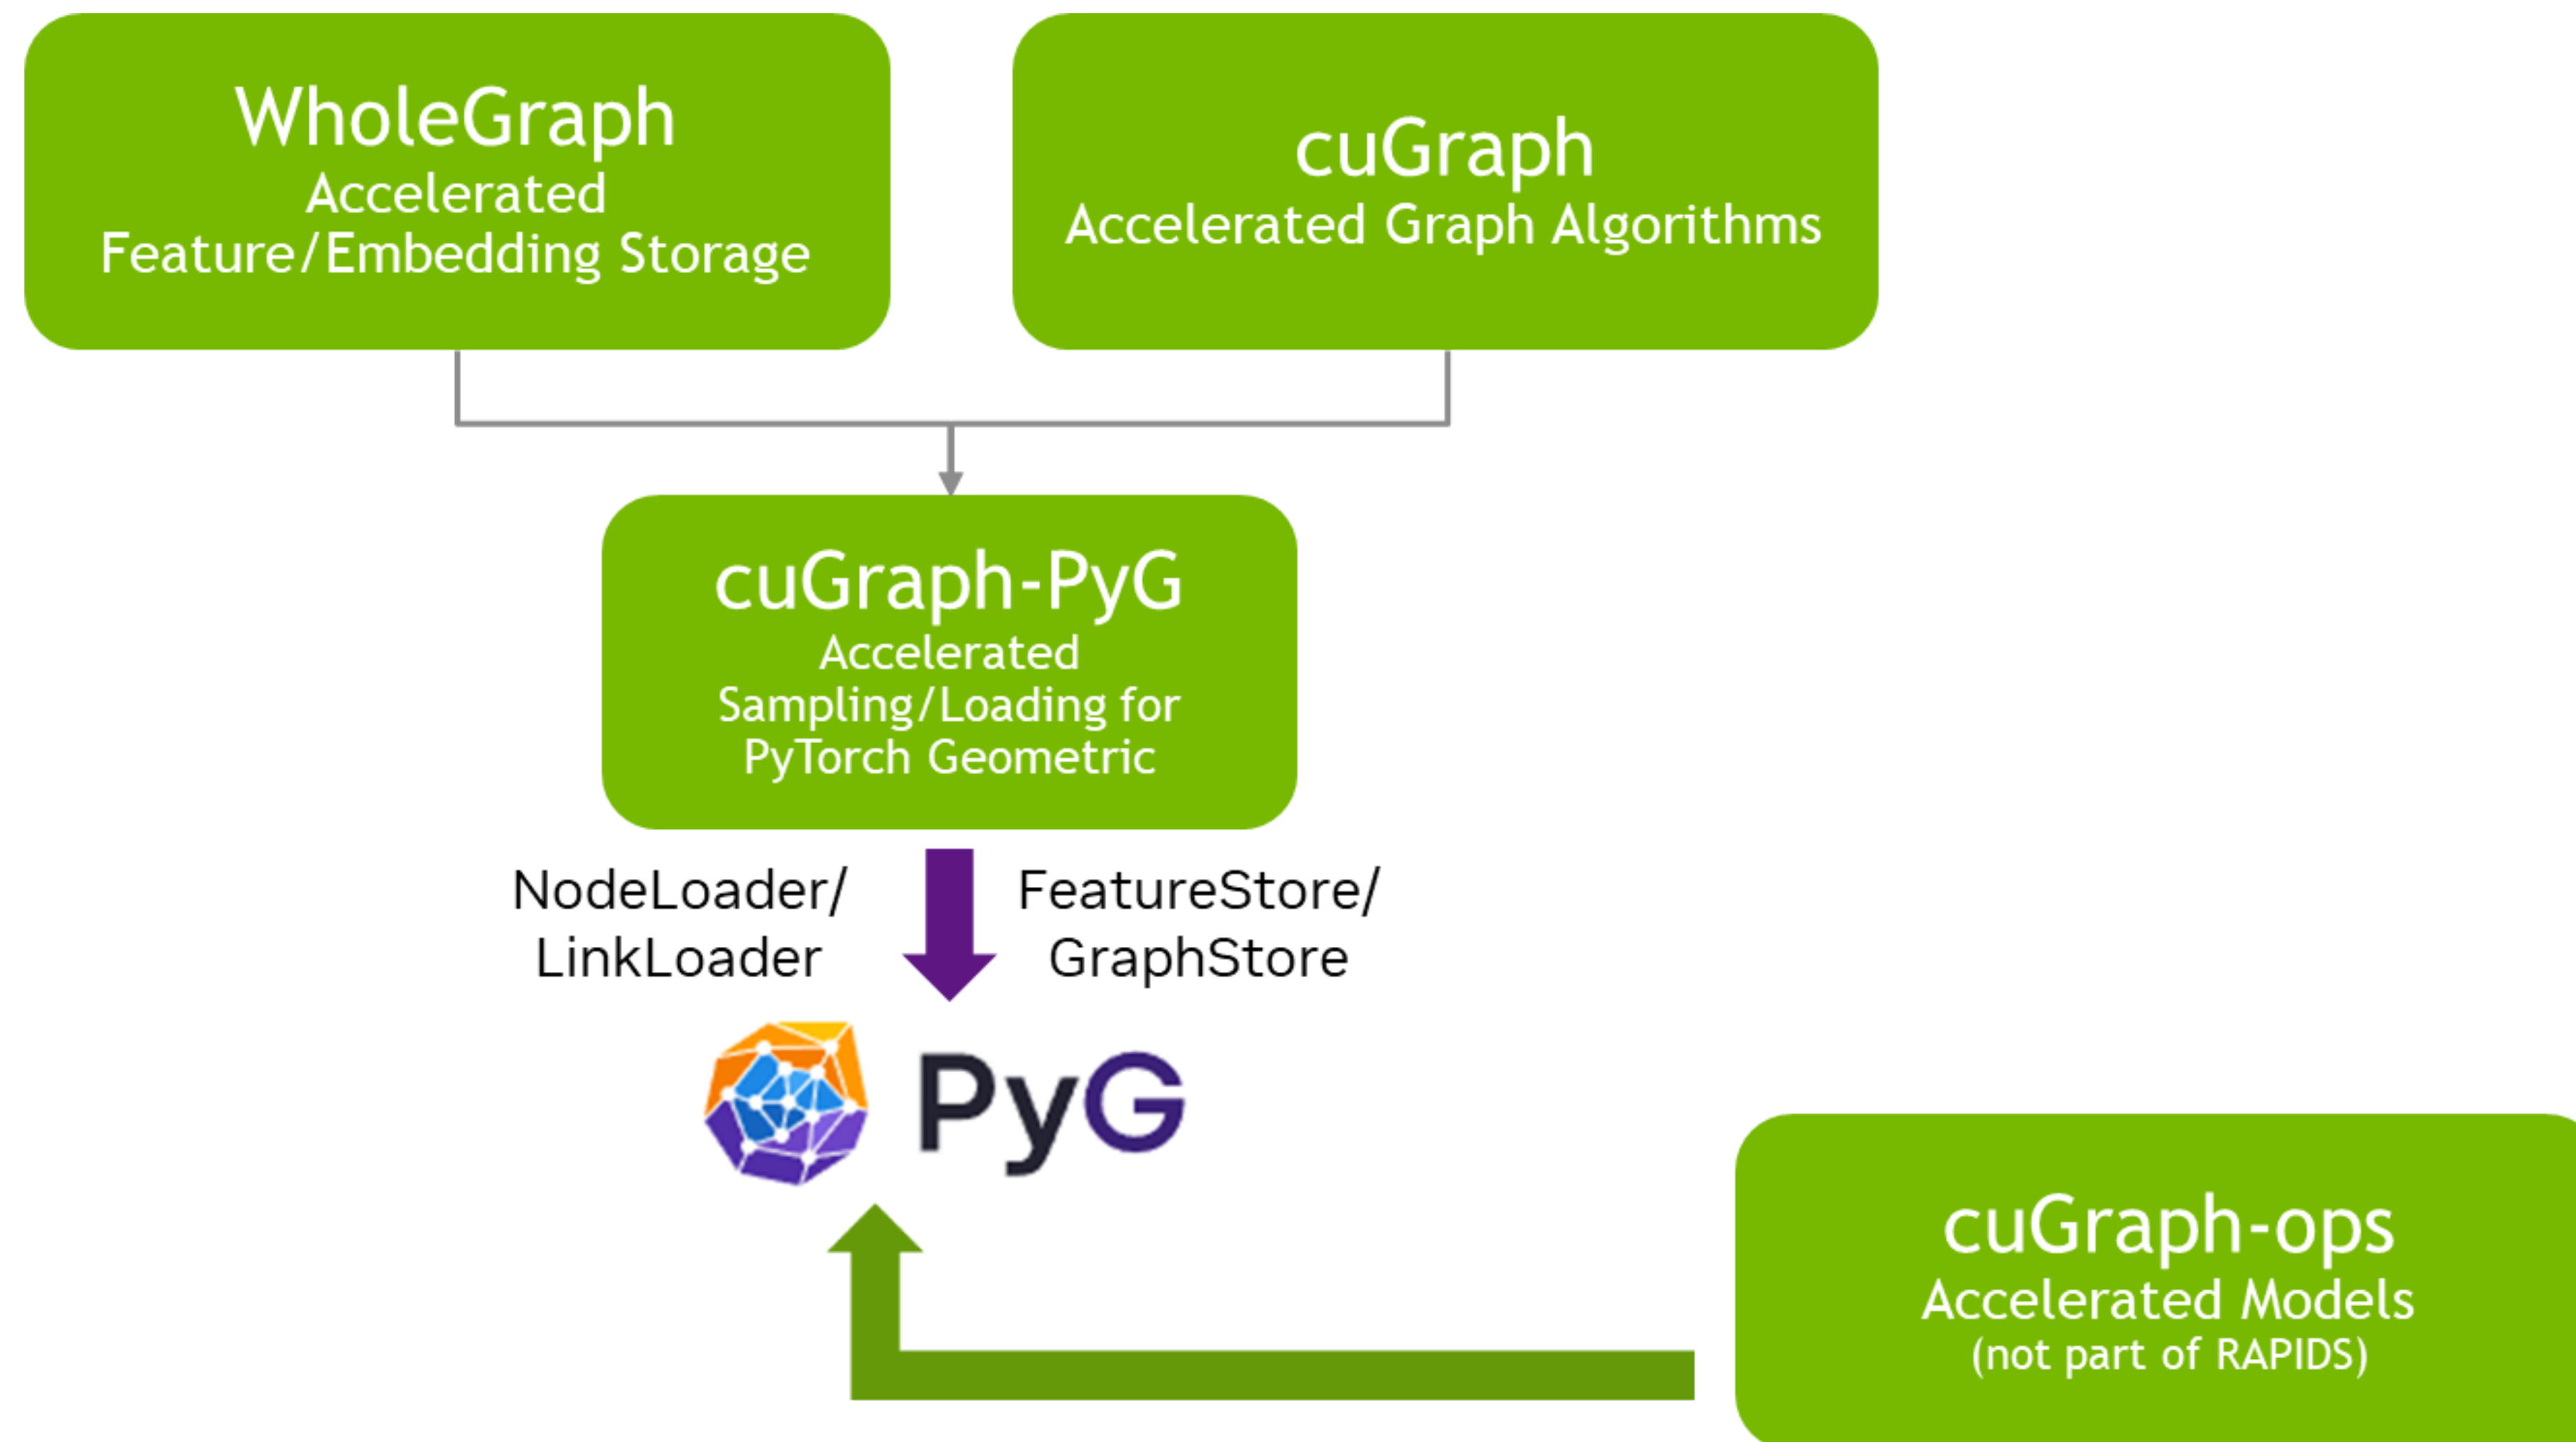 WholeGraph
Accelerated
Feature/Embedding Storage
cuGraph
Accelerated Graph Algorithms
cuGraph-PyG
Accelerated
Sampling/Loading for
PyTorch Geometric
NodeLoader/
LinkLoader
FeatureStore/
GraphStore
PyG
cuGraph-ops
Accelerated Models
(not part of RAPIDS)